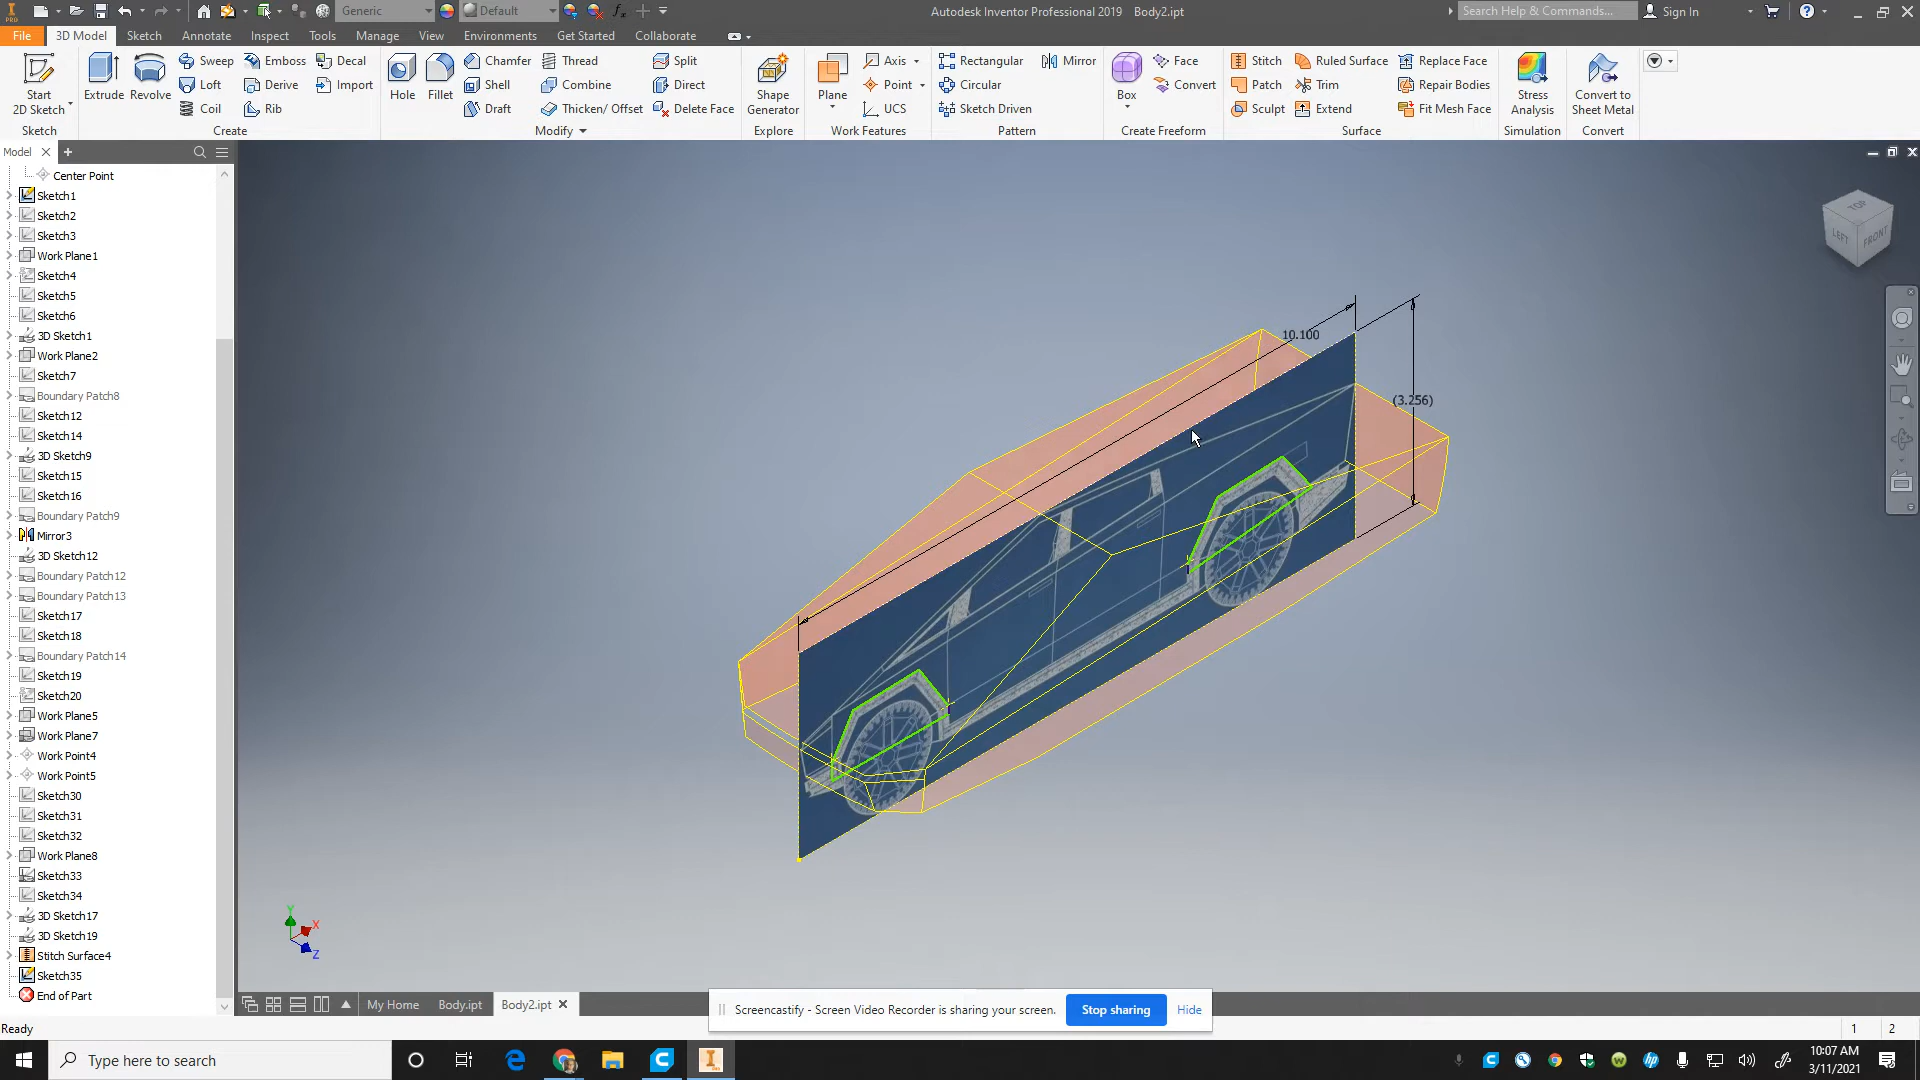 PRO
Generic
Default
Autodesk Inventor Professional 2019 Body2.ipt
Search Help & Commands...
Sign In
File
3D Model
Sketch
Annotate
Inspect
Tools
Manage
View
Environments
Get Started
Collaborate
Start
2D Sketch
Sketch
Extrude
Revolve
Sweep
Loft
Coil
Emboss
Derive
Rib
Decal
Import
Create
Hole
Fillet
Chamfer
Shell
Draft
Thread
Combine
Thicken/ Offset
Split
Direct
Delete Face
Modify
Shape
Generator
Explore
Plane
Axis
Point
UCS
Work Features
Rectangular
Circular
Sketch Driven
Mirror
Pattern
Box
Face
Convert
Create Freeform
Stitch
Patch
Sculpt
Ruled Surface
Trim
Extend
Replace Face
Repair Bodies
Fit Mesh Face
Surface
Stress
Analysis
Simulation
Convert to
Sheet Metal
Convert
Model
Center Point
Sketch1
Sketch2
Sketch3
Work Plane1
Sketch4
Sketch5
Sketch6
3D Sketch1
Work Plane2
Sketch7
Boundary Patch8
Sketch12
Sketch14
3D Sketch9
Sketch15
Sketch16
Boundary Patch9
Mirror3
3D Sketch12
Boundary Patch12
Boundary Patch13
Sketch17
Sketch18
Boundary Patch14
Sketch19
Sketch20
Work Plane5
Work Plane7
Work Point4
Work Point5
Sketch30
Sketch31
Sketch32
Work Plane8
Sketch33
Sketch34
3D Sketch17
3D Sketch19
Stitch Surface4
Sketch35
End of Part
10.100
(3.256)
TOP
LEFT
FRONT
Y
X
Z
My Home
Body.ipt
Body2.ipt
Screencastify - Screen Video Recorder is sharing your screen.
Stop sharing
Hide
Ready
1
2
Type here to search
10:07 AM
3/11/2021